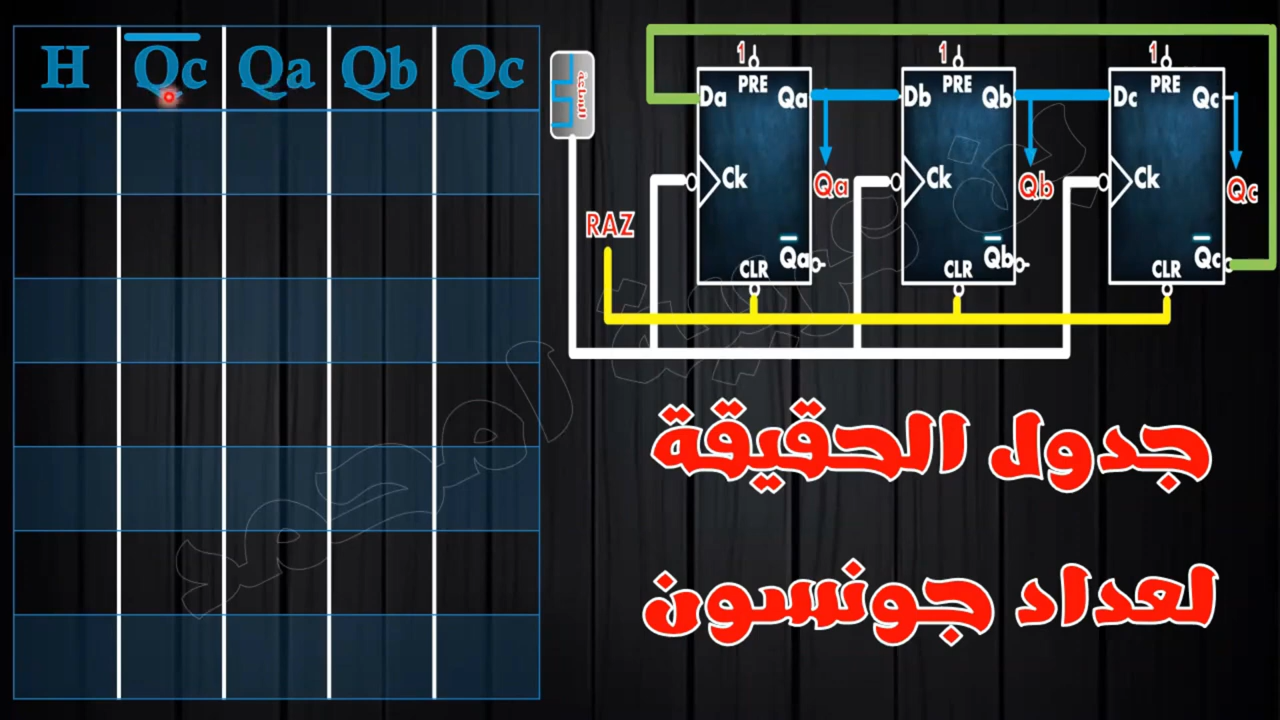 H Qc Qa Qb Qc
الساعة
1 1 1
PRE PRE PRE
Da Qa Db Qb Dc Qc
Ck Ck Ck
Qa Qb Qc
RAZ
Qa Qb Qc
CLR CLR CLR
جدول الحقيقة
لعداد جونسون